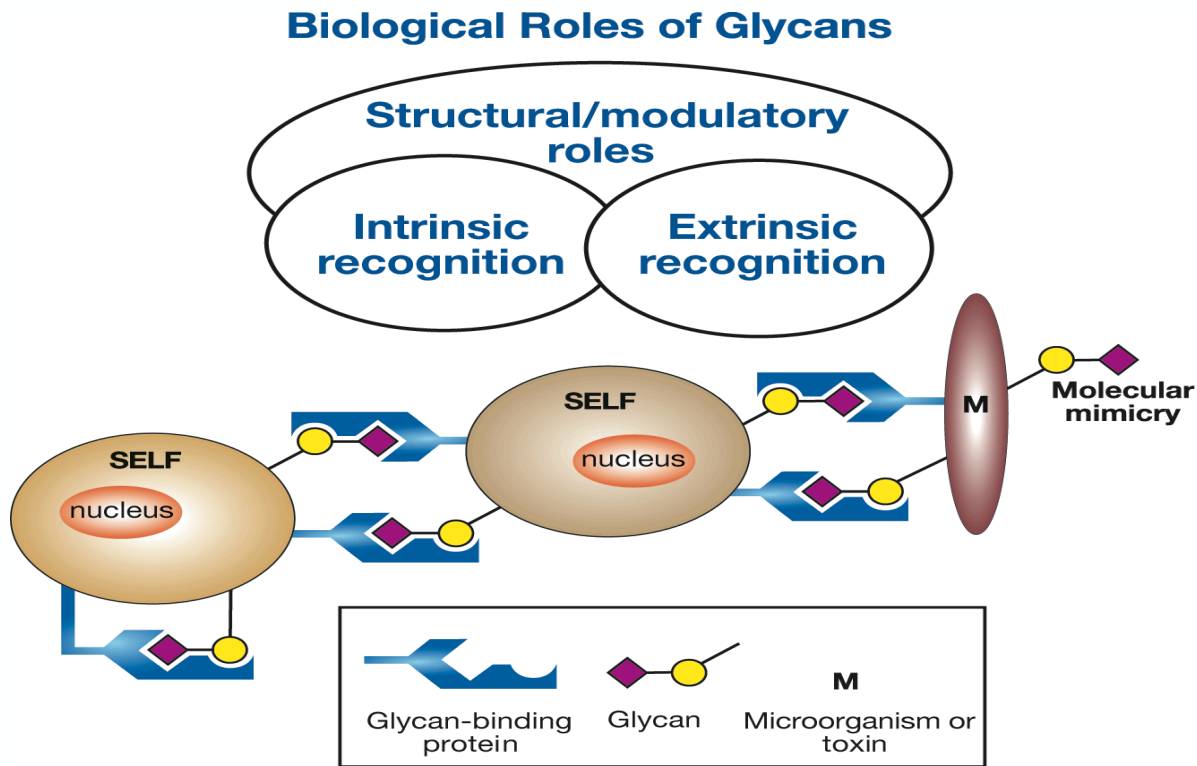 Biological Roles of Glycans
Structural/modulatory
roles
Intrinsic
recognition
Extrinsic
recognition
SELF
nucleus
SELF
nucleus
M
Molecular
mimicry
Glycan-binding
protein
Glycan
M
Microorganism or
toxin